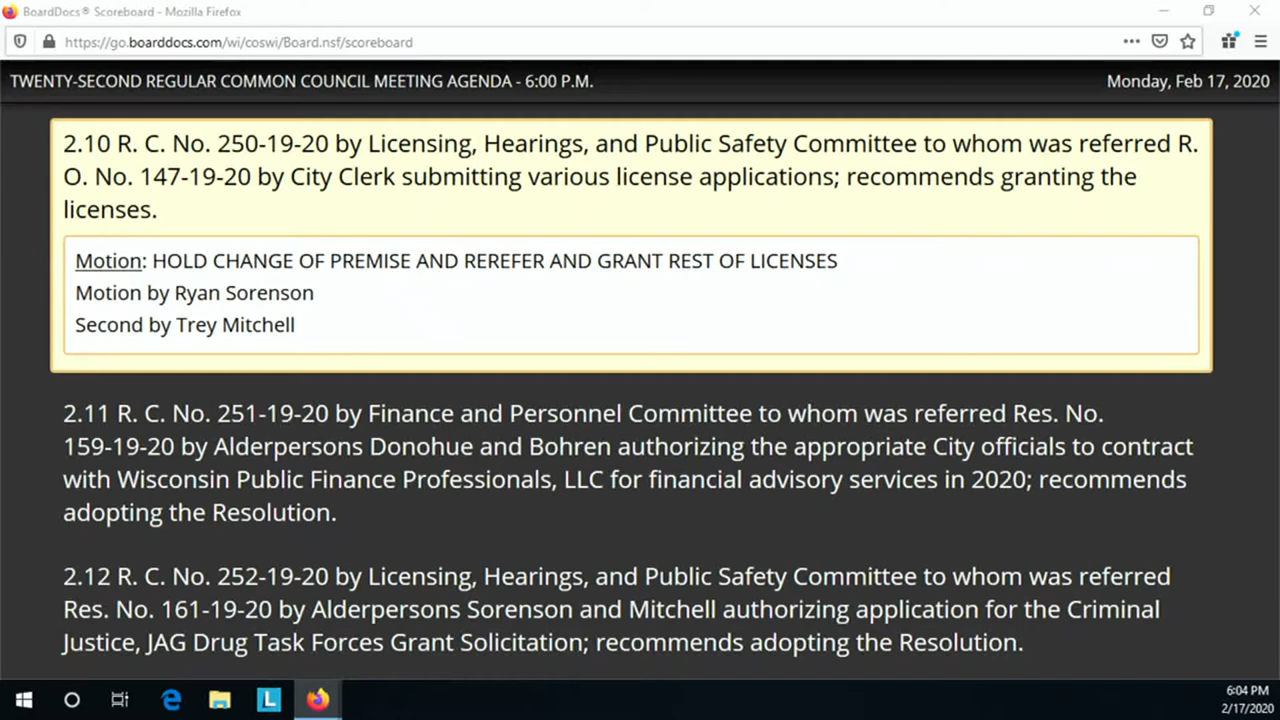 BoardDocs® Scoreboard - Mozilla Firefox
https://go.boarddocs.com/wi/coswi/Board.nsf/scoreboard
TWENTY-SECOND REGULAR COMMON COUNCIL MEETING AGENDA - 6:00 P.M. Monday, Feb 17, 2020
2.10 R. C. No. 250-19-20 by Licensing, Hearings, and Public Safety Committee to whom was referred R.
O. No. 147-19-20 by City Clerk submitting various license applications; recommends granting the
licenses.
Motion: HOLD CHANGE OF PREMISE AND REREFER AND GRANT REST OF LICENSES
Motion by Ryan Sorenson
Second by Trey Mitchell
2.11 R. C. No. 251-19-20 by Finance and Personnel Committee to whom was referred Res. No.
159-19-20 by Alderpersons Donohue and Bohren authorizing the appropriate City officials to contract
with Wisconsin Public Finance Professionals, LLC for financial advisory services in 2020; recommends
adopting the Resolution.
2.12 R. C. No. 252-19-20 by Licensing, Hearings, and Public Safety Committee to whom was referred
Res. No. 161-19-20 by Alderpersons Sorenson and Mitchell authorizing application for the Criminal
Justice, JAG Drug Task Forces Grant Solicitation; recommends adopting the Resolution.
L
6:04 PM
2/17/2020